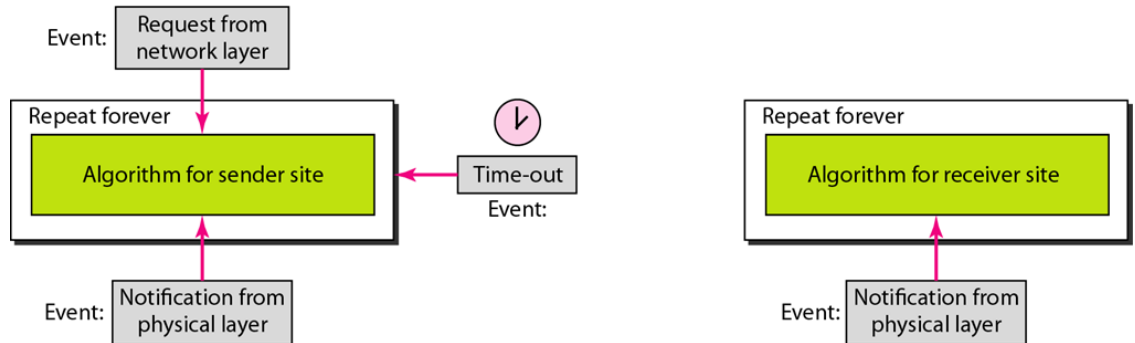 Event:
Request from
network layer
Repeat forever
Algorithm for sender site
Time-out
Event:
Event:
Notification from
physical layer
Repeat forever
Algorithm for receiver site
Event:
Notification from
physical layer